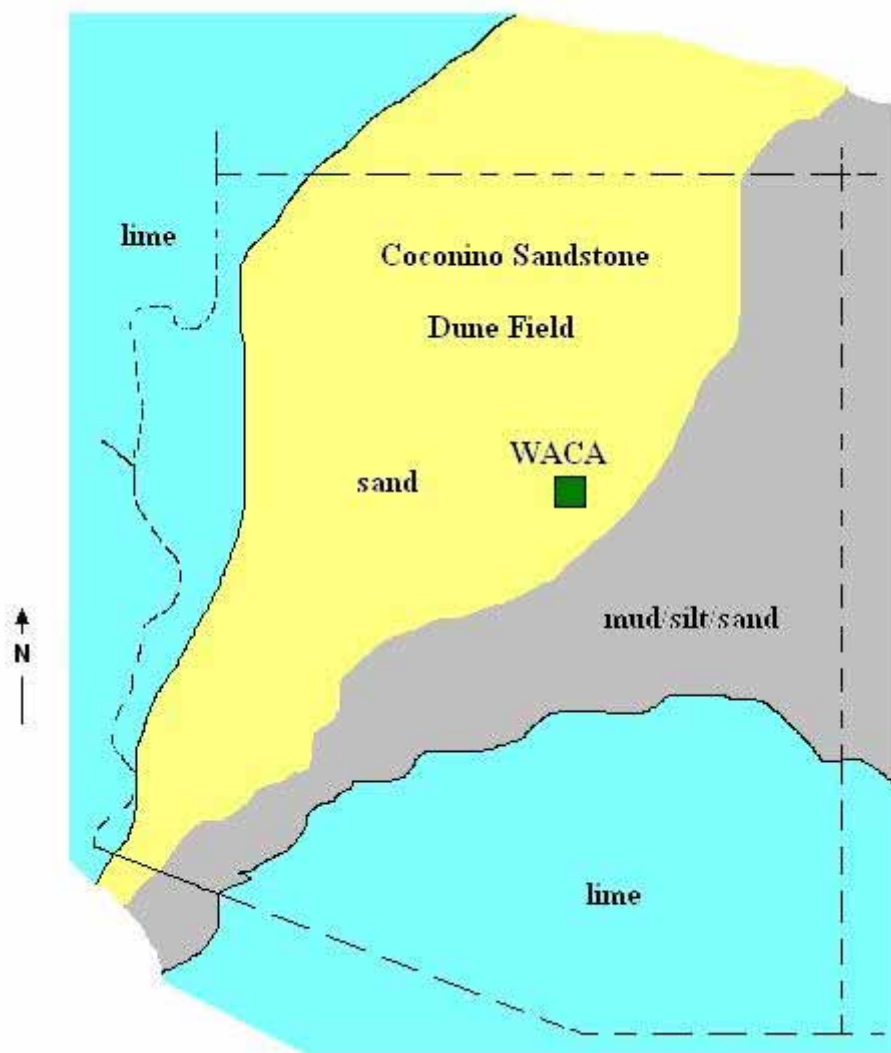 lime
Coconino Sandstone
Dune Field
WACA
sand
N
mud/silt/sand
lime